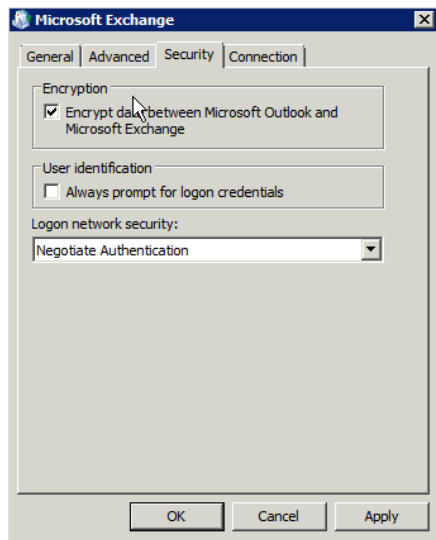 Microsoft Exchange
General Advanced Security Connection
Encryption
Encrypt data between Microsoft Outlook and
Microsoft Exchange
User identification
Always prompt for logon credentials
Logon network security:
Negotiate Authentication
OK Cancel Apply